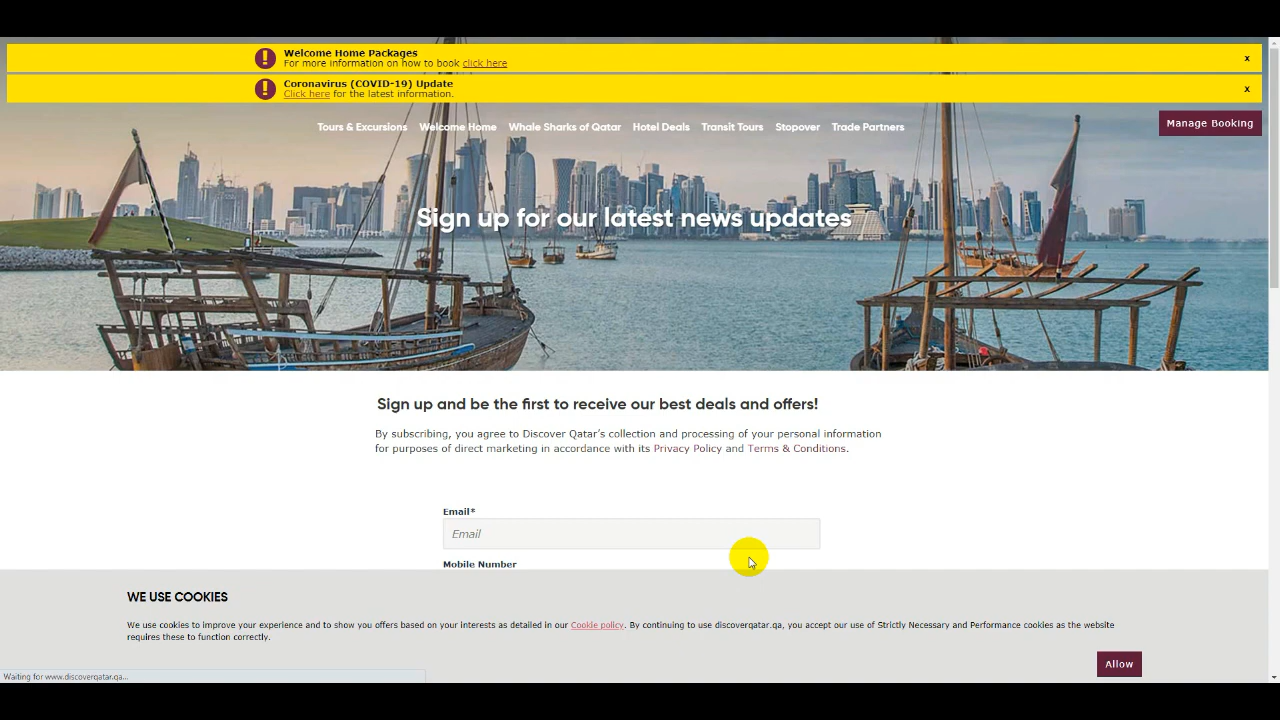 Welcome Home Packages
For more information on how to book click here
x
Coronavirus (COVID-19) Update
Click here for the latest information.
x
Tours & Excursions Welcome Home Whale Sharks of Qatar Hotel Deals Transit Tours Stopover Trade Partners
Manage Booking
Sign up for our latest news updates
Sign up and be the first to receive our best deals and offers!
By subscribing, you agree to Discover Qatar’s collection and processing of your personal information
for purposes of direct marketing in accordance with its Privacy Policy and Terms & Conditions.
Email*
Email
Mobile Number
WE USE COOKIES
We use cookies to improve your experience and to show you offers based on your interests as detailed in our Cookie policy. By continuing to use discoverqatar.qa, you accept our use of Strictly Necessary and Performance cookies as the website
requires these to function correctly.
Allow
Waiting for www.discoverqatar.qa...